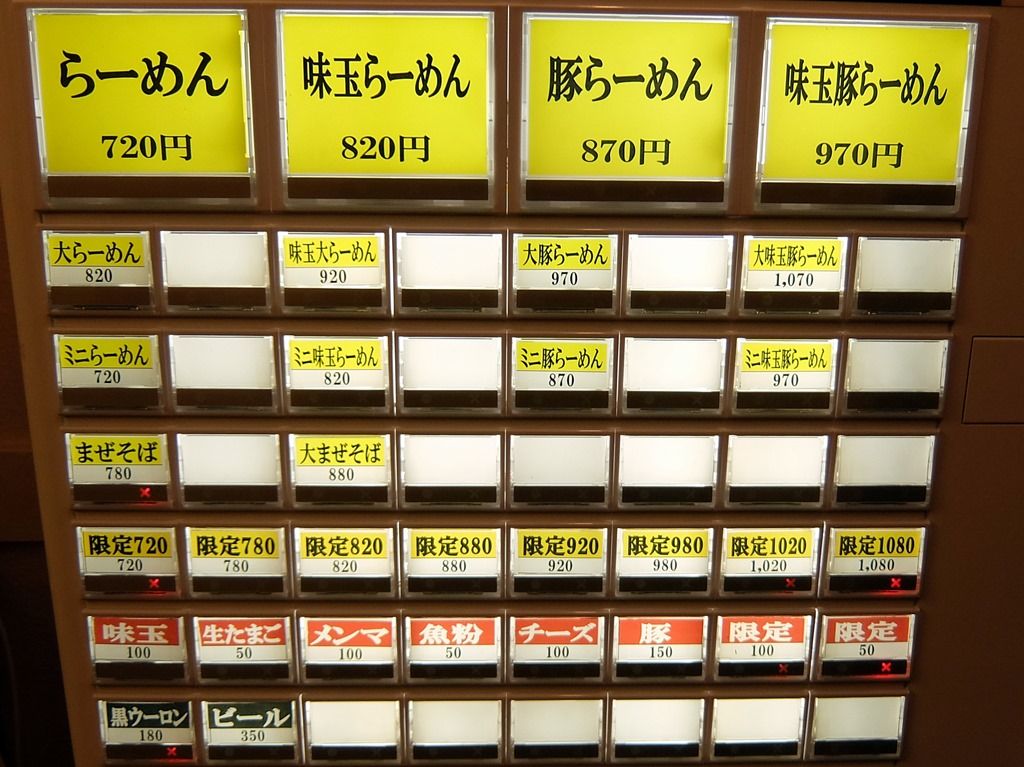 らーめん
720円
味玉らーめん
820円
豚らーめん
870円
味玉豚らーめん
970円
大らーめん
820
味玉大らーめん
920
大豚らーめん
970
大味玉豚らーめん
1,070
ミニらーめん
720
ミニ味玉らーめん
820
ミニ豚らーめん
870
ミニ味玉豚らーめん
970
まぜそば
780
大まぜそば
880
限定720
720
限定780
780
限定820
820
限定880
880
限定920
920
限定980
980
限定1020
1,020
限定1080
1,080
味玉
100
生たまご
50
メンマ
100
魚粉
50
チーズ
100
豚
150
限定
100
限定
50
黒ウーロン
180
ビール
350